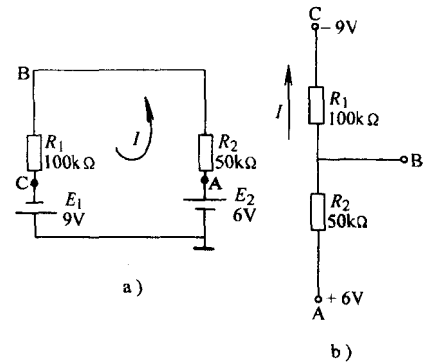 B
R₁
100kΩ
C
E₁
9V
I
R₂
50kΩ
A
E₂
6V
a)
C
−9V
I
R₁
100kΩ
B
R₂
50kΩ
+6V
A
b)